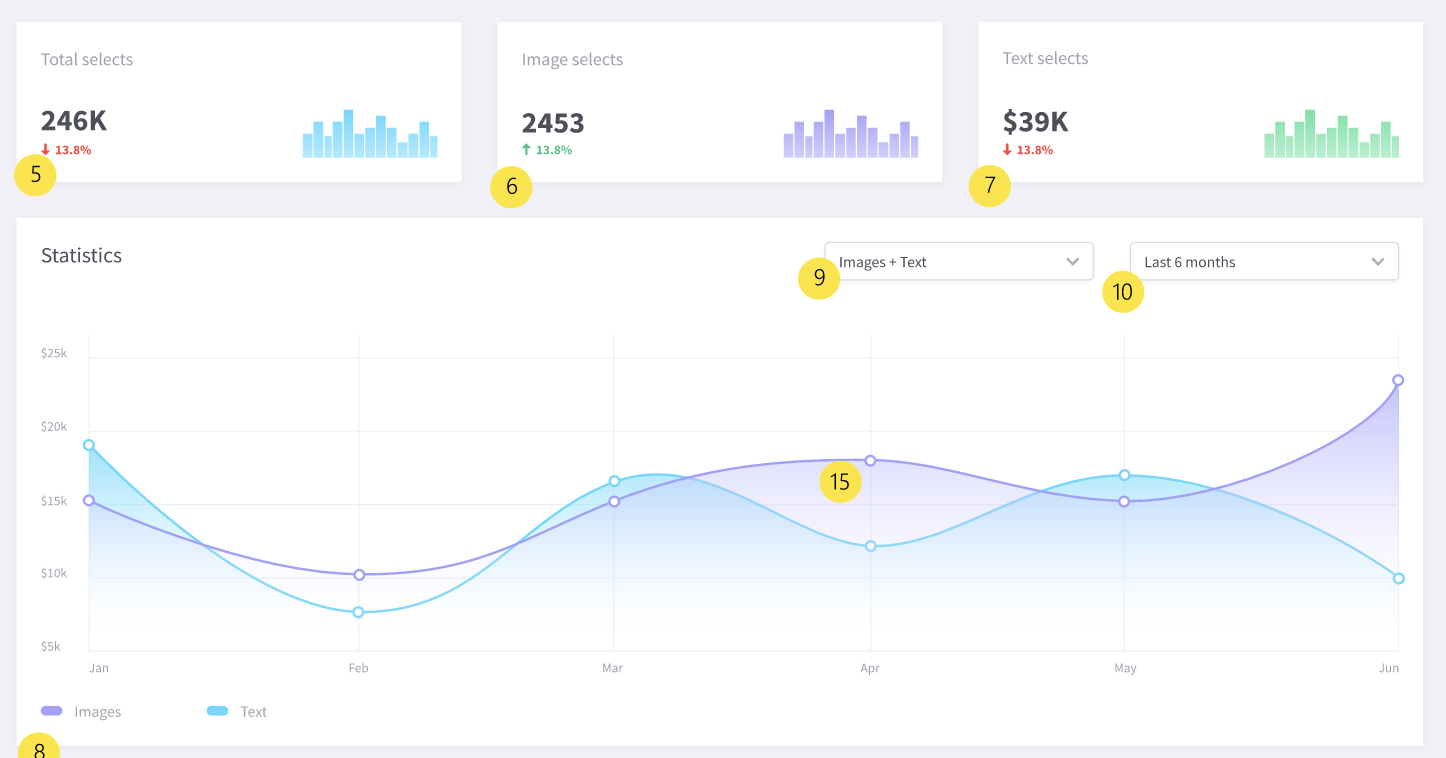 Total selects
246K
↓ 13.8%
5
Image selects
2453
↑ 13.8%
6
Text selects
$39K
↓ 13.8%
7
Statistics
Images + Text
9
Last 6 months
10
$25k
$20k
$15k
$10k
$5k
15
Jan Feb Mar Apr May Jun
Images
Text
8